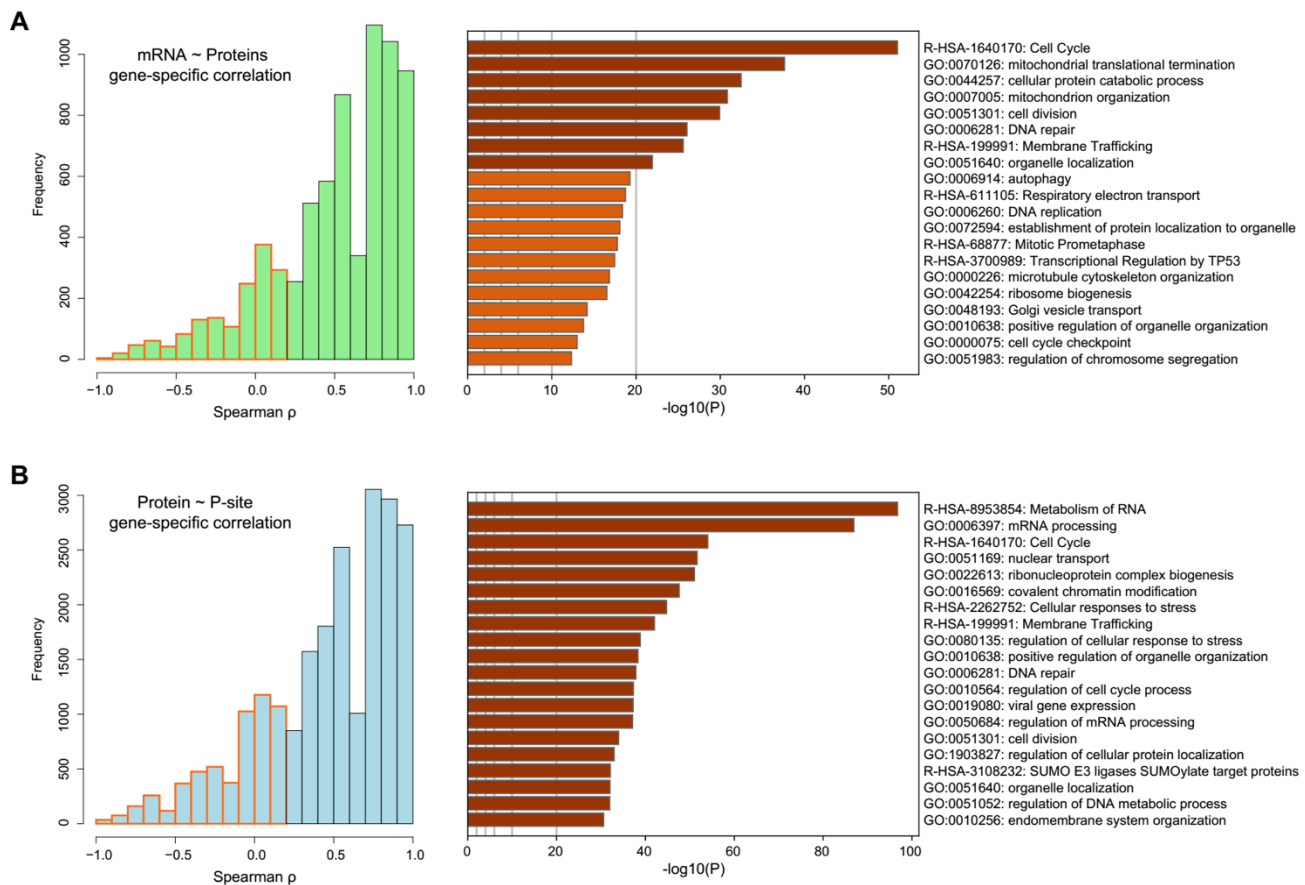 A
mRNA ~ Proteins
gene-specific correlation
Frequency
1000
800
600
400
200
0
−1.0 −0.5 0.0 0.5 1.0
Spearman ρ
R-HSA-1640170: Cell Cycle
GO:0070126: mitochondrial translational termination
GO:0044257: cellular protein catabolic process
GO:0007005: mitochondrion organization
GO:0051301: cell division
GO:0006281: DNA repair
R-HSA-199991: Membrane Trafficking
GO:0051640: organelle localization
GO:0006914: autophagy
R-HSA-611105: Respiratory electron transport
GO:0006260: DNA replication
GO:0072594: establishment of protein localization to organelle
R-HSA-68877: Mitotic Prometaphase
R-HSA-3700989: Transcriptional Regulation by TP53
GO:0000226: microtubule cytoskeleton organization
GO:0042254: ribosome biogenesis
GO:0048193: Golgi vesicle transport
GO:0010638: positive regulation of organelle organization
GO:0000075: cell cycle checkpoint
GO:0051983: regulation of chromosome segregation
0 10 20 30 40 50
-log10(P)
B
Protein ~ P-site
gene-specific correlation
Frequency
3000
2500
2000
1500
1000
500
0
−1.0 −0.5 0.0 0.5 1.0
Spearman ρ
R-HSA-8953854: Metabolism of RNA
GO:0006397: mRNA processing
R-HSA-1640170: Cell Cycle
GO:0051169: nuclear transport
GO:0022613: ribonucleoprotein complex biogenesis
GO:0016569: covalent chromatin modification
R-HSA-2262752: Cellular responses to stress
R-HSA-199991: Membrane Trafficking
GO:0080135: regulation of cellular response to stress
GO:0010638: positive regulation of organelle organization
GO:0006281: DNA repair
GO:0010564: regulation of cell cycle process
GO:0019080: viral gene expression
GO:0050684: regulation of mRNA processing
GO:0051301: cell division
GO:1903827: regulation of cellular protein localization
R-HSA-3108232: SUMO E3 ligases SUMOylate target proteins
GO:0051640: organelle localization
GO:0051052: regulation of DNA metabolic process
GO:0010256: endomembrane system organization
0 20 40 60 80 100
-log10(P)